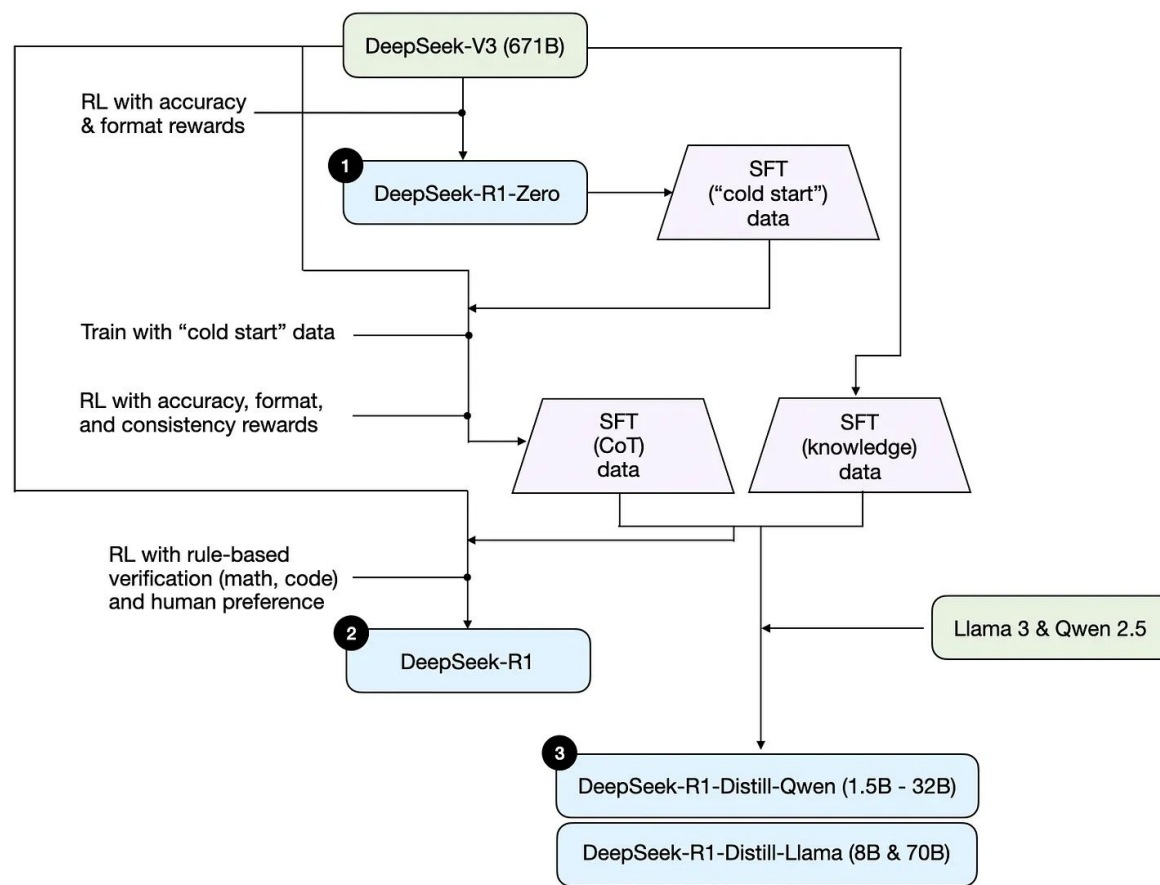 DeepSeek-V3 (671B)
RL with accuracy
& format rewards
1
DeepSeek-R1-Zero
SFT
(“cold start”)
data
Train with “cold start” data
RL with accuracy, format,
and consistency rewards
SFT
(CoT)
data
SFT
(knowledge)
data
RL with rule-based
verification (math, code)
and human preference
2
DeepSeek-R1
Llama 3 & Qwen 2.5
3
DeepSeek-R1-Distill-Qwen (1.5B - 32B)
DeepSeek-R1-Distill-Llama (8B & 70B)